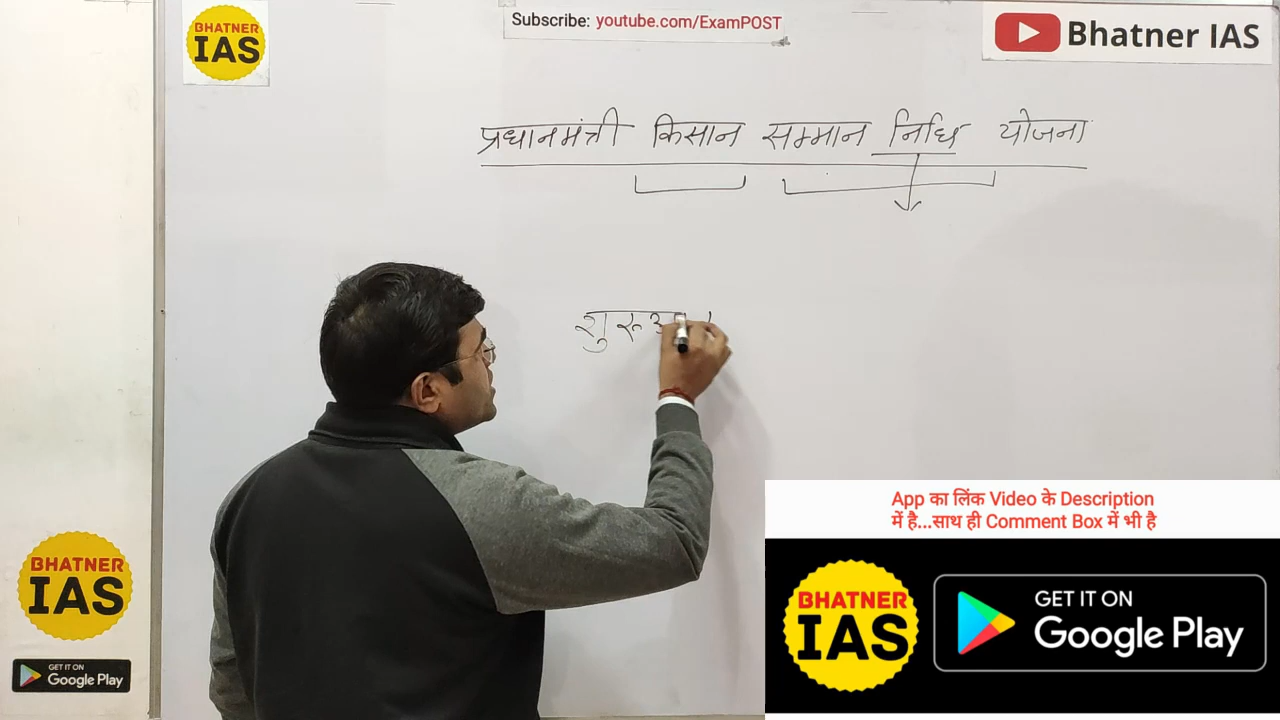 BHATNER
IAS
Subscribe: youtube.com/ExamPOST
Bhatner IAS
प्रधानमंत्री किसान सम्मान निधि योजना
App का लिंक Video के Description
में है...साथ ही Comment Box में भी है
BHATNER
IAS
GET IT ON
Google Play
BHATNER
IAS
GET IT ON
Google Play